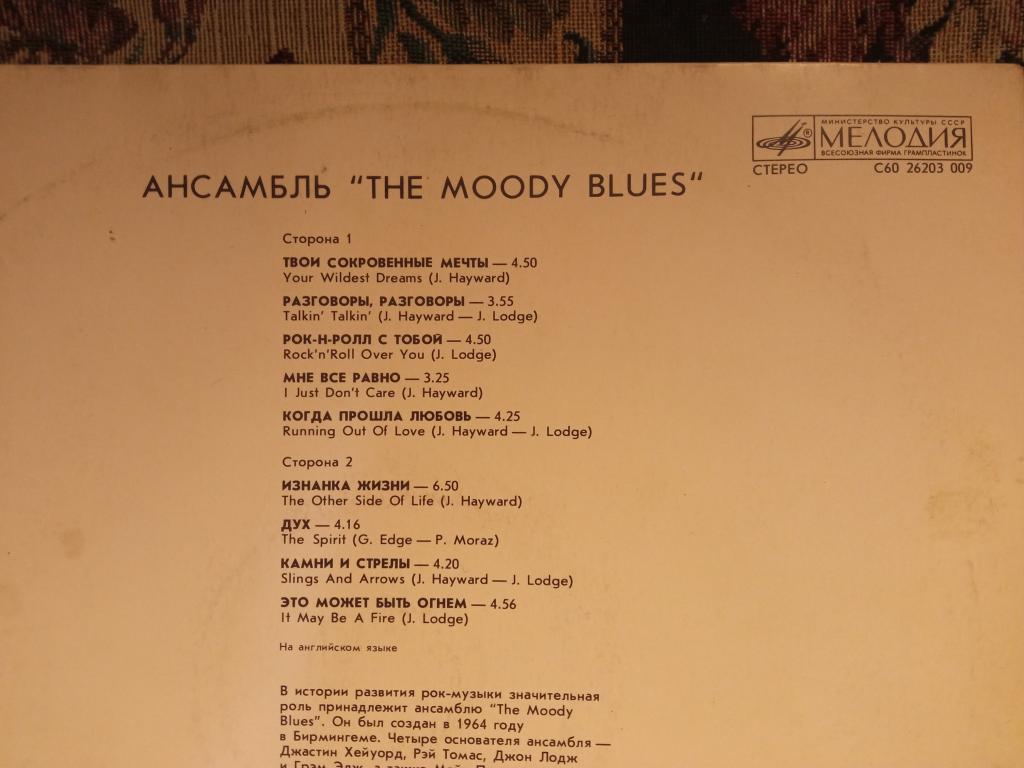 МИНИСТЕРСТВО КУЛЬТУРЫ СССР
® МЕЛОДИЯ
ВСЕСОЮЗНАЯ ФИРМА ГРАМПЛАСТИНОК
СТЕРЕО С60 26203 009
АНСАМБЛЬ "THE MOODY BLUES"
Сторона 1
ТВОИ СОКРОВЕННЫЕ МЕЧТЫ — 4.50
Your Wildest Dreams (J. Hayward)
РАЗГОВОРЫ, РАЗГОВОРЫ — 3.55
Talkin' Talkin' (J. Hayward — J. Lodge)
РОК-Н-РОЛЛ С ТОБОЙ — 4.50
Rock'n'Roll Over You (J. Lodge)
МНЕ ВСЕ РАВНО — 3.25
I Just Don't Care (J. Hayward)
КОГДА ПРОШЛА ЛЮБОВЬ — 4.25
Running Out Of Love (J. Hayward — J. Lodge)
Сторона 2
ИЗНАНКА ЖИЗНИ — 6.50
The Other Side Of Life (J. Hayward)
ДУХ — 4.16
The Spirit (G. Edge — P. Moraz)
КАМНИ И СТРЕЛЫ — 4.20
Slings And Arrows (J. Hayward — J. Lodge)
ЭТО МОЖЕТ БЫТЬ ОГНЕМ — 4.56
It May Be A Fire (J. Lodge)
На английском языке
В истории развития рок-музыки значительная
роль принадлежит ансамблю "The Moody
Blues". Он был создан в 1964 году
в Бирмингеме. Четыре основателя ансамбля —
Джастин Хейуорд, Рэй Томас, Джон Лодж
и Грэм Эдж, а также